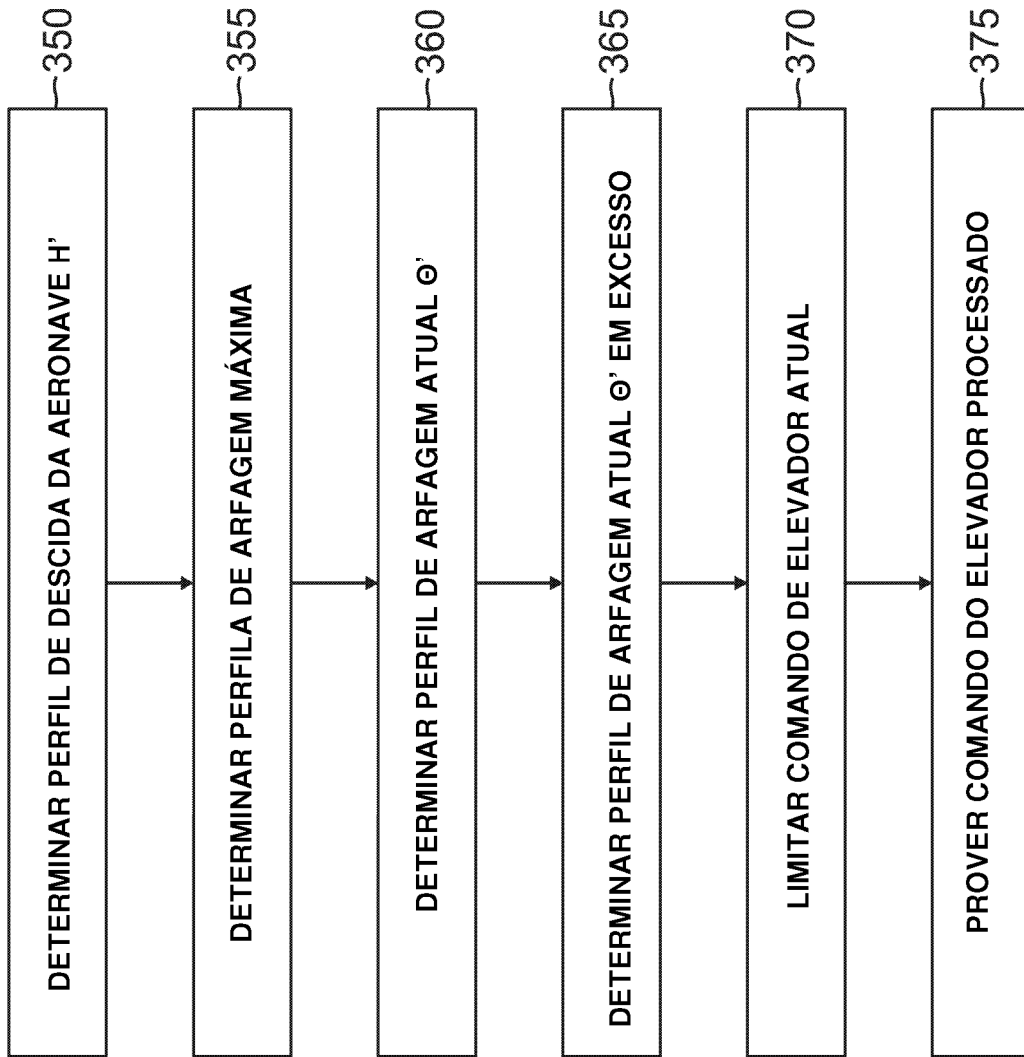 DETERMINAR PERFIL DE DESCIDA DA AERONAVE H' 350
DETERMINAR PERFILA DE ARFAGEM MÁXIMA 355
DETERMINAR PERFIL DE ARFAGEM ATUAL Θ' 360
DETERMINAR PERFIL DE ARFAGEM ATUAL Θ' EM EXCESSO 365
LIMITAR COMANDO DE ELEVADOR ATUAL 370
PROVER COMANDO DO ELEVADOR PROCESSADO 375